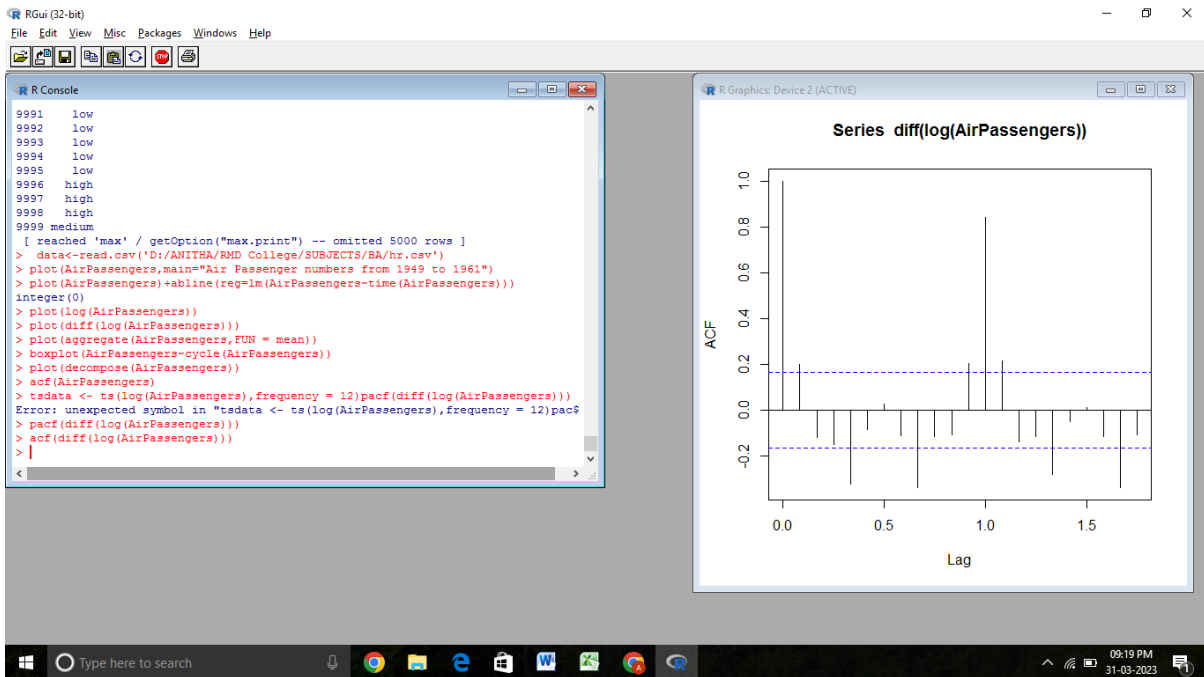 RGui (32-bit)
File Edit View Misc Packages Windows Help
STOP
R Console
9991 low
9992 low
9993 low
9994 low
9995 low
9996 high
9997 high
9998 high
9999 medium
[ reached 'max' / getOption("max.print") -- omitted 5000 rows ]
> data<-read.csv('D:/ANITHA/RMD College/SUBJECTS/BA/hr.csv')
> plot(AirPassengers,main="Air Passenger numbers from 1949 to 1961")
> plot(AirPassengers)+abline(reg=lm(AirPassengers~time(AirPassengers)))
integer(0)
> plot(log(AirPassengers))
> plot(diff(log(AirPassengers)))
> plot(aggregate(AirPassengers,FUN = mean))
> boxplot(AirPassengers~cycle(AirPassengers))
> plot(decompose(AirPassengers))
> acf(AirPassengers)
> tsdata <- ts(log(AirPassengers),frequency = 12)pacf(diff(log(AirPassengers)))
Error: unexpected symbol in "tsdata <- ts(log(AirPassengers),frequency = 12)pac$
> pacf(diff(log(AirPassengers)))
> acf(diff(log(AirPassengers)))
>
R Graphics: Device 2 (ACTIVE)
Series diff(log(AirPassengers))
ACF
1.0
0.8
0.6
0.4
0.2
0.0
-0.2
0.0 0.5 1.0 1.5
Lag
Type here to search
09:19 PM
31-03-2023